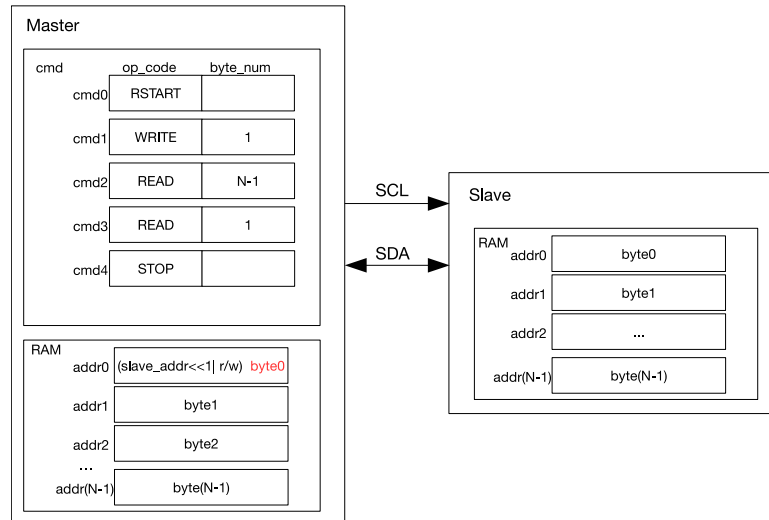 Master
cmd op_code byte_num
cmd0 RSTART
cmd1 WRITE 1
cmd2 READ N-1
cmd3 READ 1
cmd4 STOP
RAM
addr0 (slave_addr<<1| r/w) byte0
addr1 byte1
addr2 byte2
...
addr(N-1) byte(N-1)
SCL
SDA
Slave
RAM
addr0 byte0
addr1 byte1
addr2 ...
addr(N-1) byte(N-1)